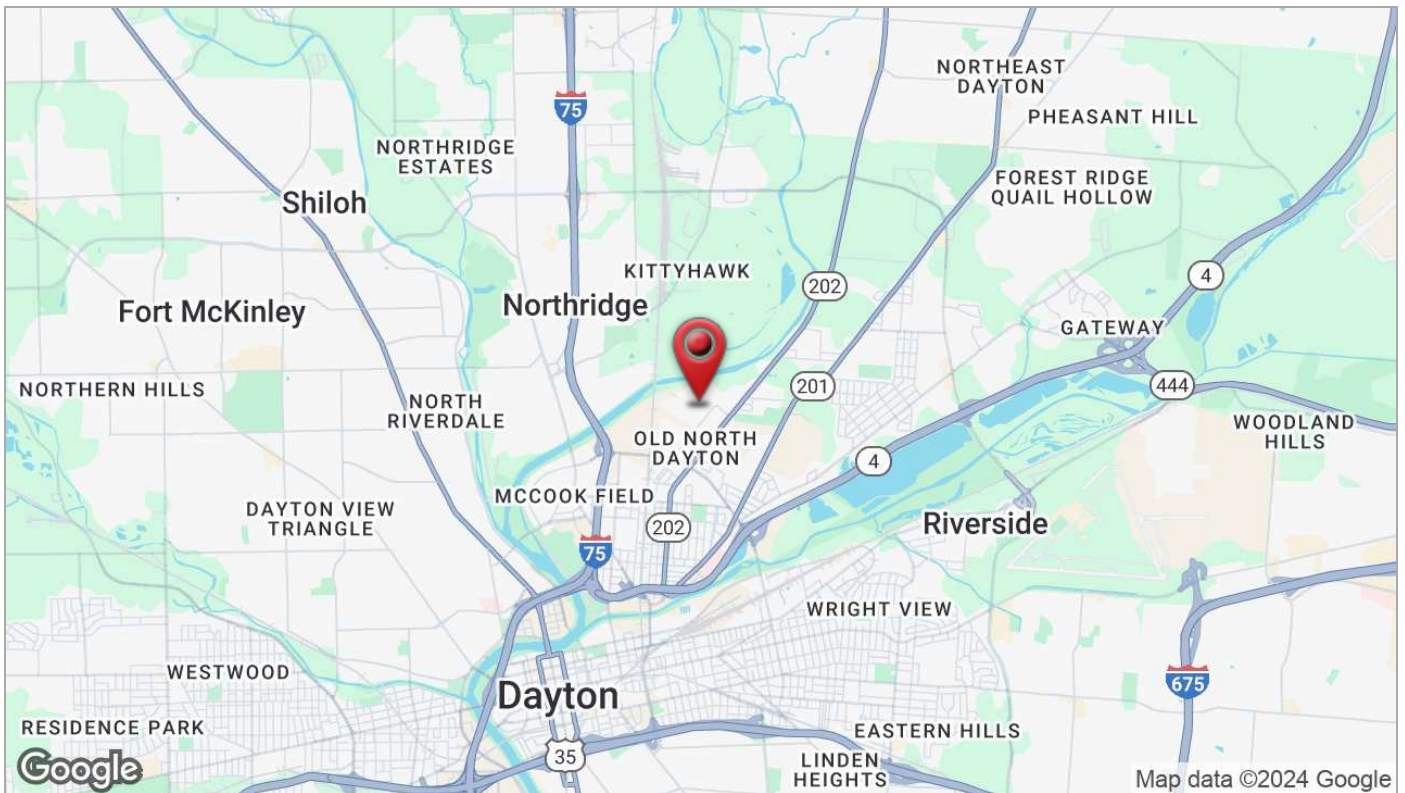 NORTHEAST
DAYTON
75
PHEASANT HILL
NORTHRIDGE
ESTATES
FOREST RIDGE
QUAIL HOLLOW
Shiloh
KITTYHAWK
4
202
Northridge
Fort McKinley
GATEWAY
201
444
NORTHERN HILLS
NORTH
RIVERDALE
WOODLAND
HILLS
OLD NORTH
DAYTON
4
MCCOOK FIELD
DAYTON VIEW
TRIANGLE
202
Riverside
75
WRIGHT VIEW
WESTWOOD
675
Dayton
RESIDENCE PARK
EASTERN HILLS
35
LINDEN
HEIGHTS
Google
Map data ©2024 Google